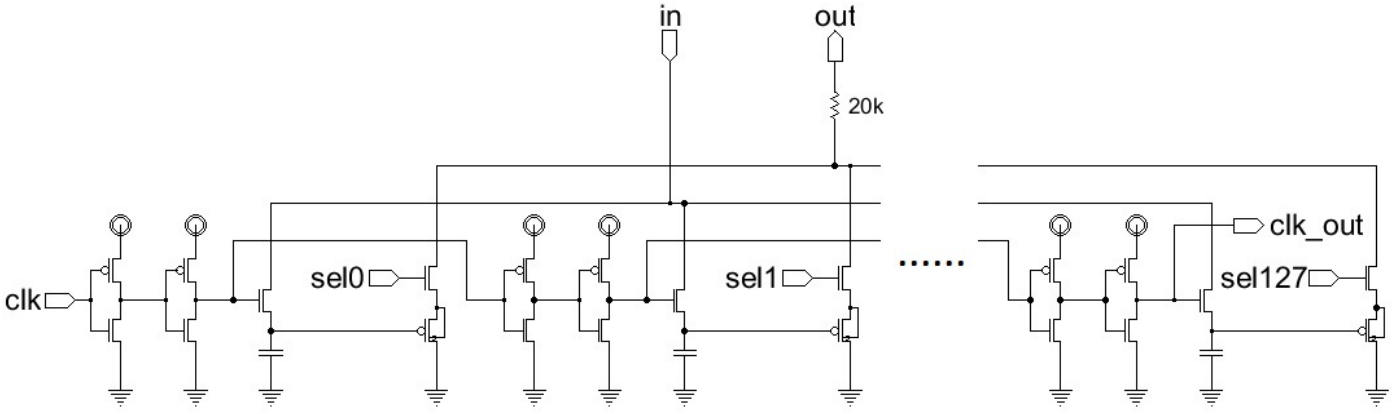 in
out
20k
clk
sel0
sel1
......
clk_out
sel127